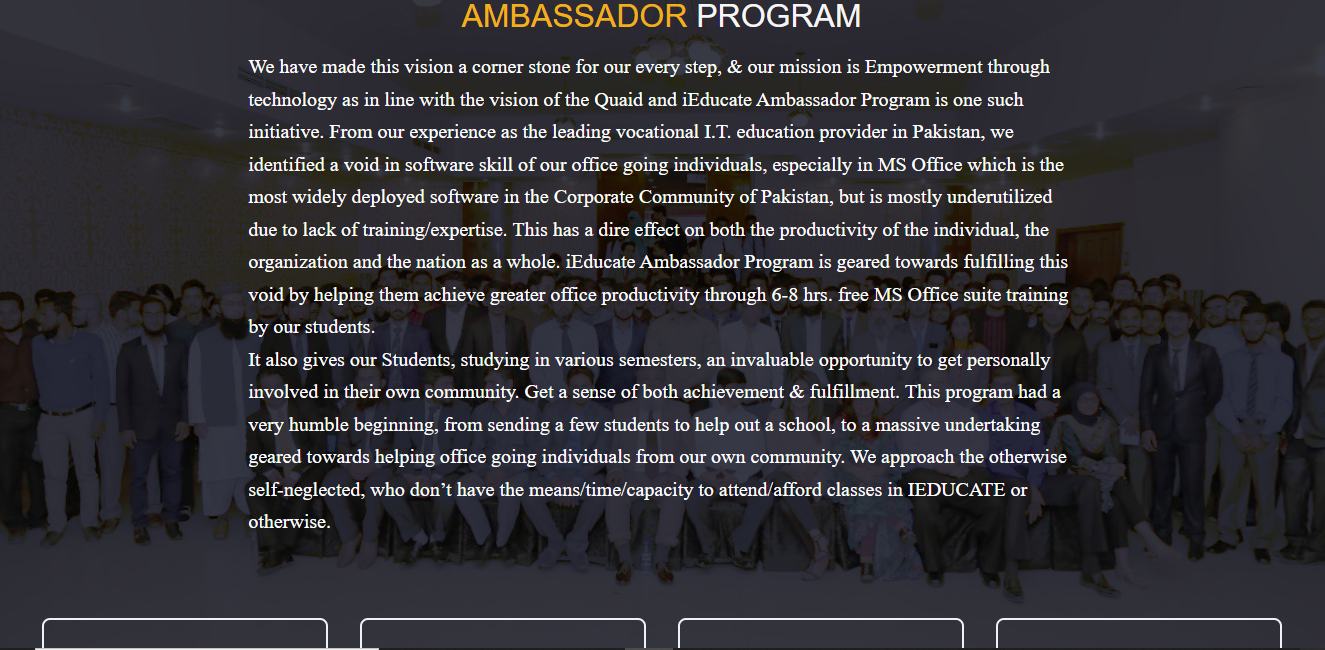 AMBASSADOR PROGRAM
We have made this vision a corner stone for our every step, & our mission is Empowerment through
technology as in line with the vision of the Quaid and iEducate Ambassador Program is one such
initiative. From our experience as the leading vocational I.T. education provider in Pakistan, we
identified a void in software skill of our office going individuals, especially in MS Office which is the
most widely deployed software in the Corporate Community of Pakistan, but is mostly underutilized
due to lack of training/expertise. This has a dire effect on both the productivity of the individual, the
organization and the nation as a whole. iEducate Ambassador Program is geared towards fulfilling this
void by helping them achieve greater office productivity through 6-8 hrs. free MS Office suite training
by our students.
It also gives our Students, studying in various semesters, an invaluable opportunity to get personally
involved in their own community. Get a sense of both achievement & fulfillment. This program had a
very humble beginning, from sending a few students to help out a school, to a massive undertaking
geared towards helping office going individuals from our own community. We approach the otherwise
self-neglected, who don’t have the means/time/capacity to attend/afford classes in IEDUCATE or
otherwise.